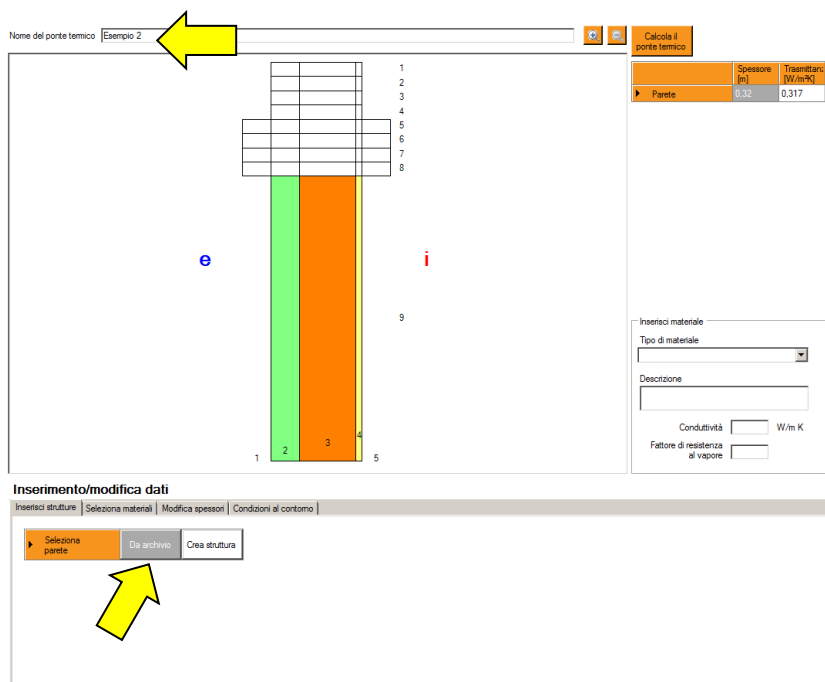 Nome del ponte termico Esempio 2
Calcola il
ponte termico
Spessore
[m]
Trasmittan:
[W/m²K]
Parete 0,32 0,317
1
2
3
4
5
6
7
8
e i
9
1 2 3 4 5
Inserisci materiale
Tipo di materiale
Descrizione
Conduttività W/m K
Fattore di resistenza
al vapore
Inserimento/modifica dati
Inserisci strutture Seleziona materiali Modifica spessori Condizioni al contorno
Seleziona
parete
Da archivio Crea struttura